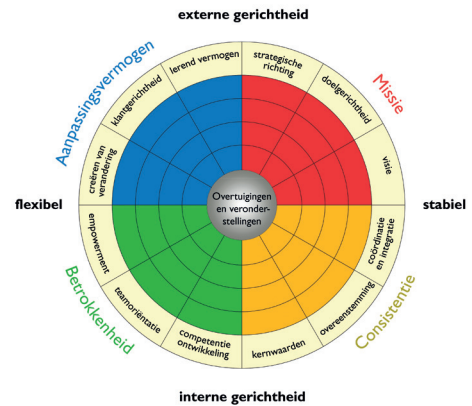 externe gerichtheid
Aanpassingsvermogen
Missie
lerend vermogen
strategische
richting
klantgerichtheid
doelgerichtheid
creëren van
verandering
visie
flexibel
Overtuigingen
en veronder-
stellingen
stabiel
empowerment
coördinatie
en integratie
teamoriëntatie
overeenstemming
competentie
ontwikkeling
kernwaarden
Betrokkenheid
Consistentie
interne gerichtheid